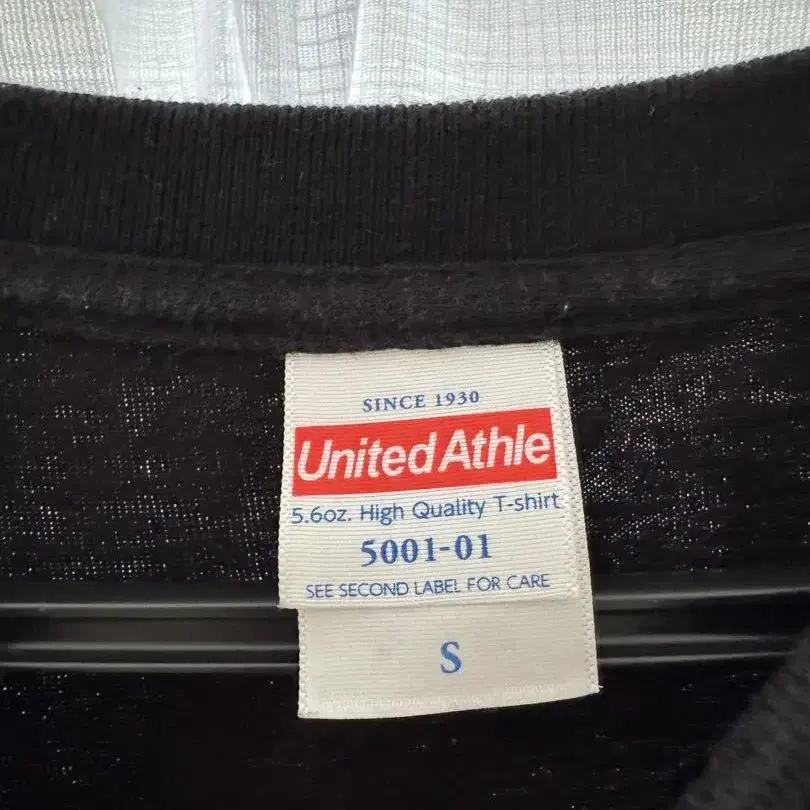 SINCE 1930
United Athle
5.6oz. High Quality T-shirt
5001-01
SEE SECOND LABEL FOR CARE
S